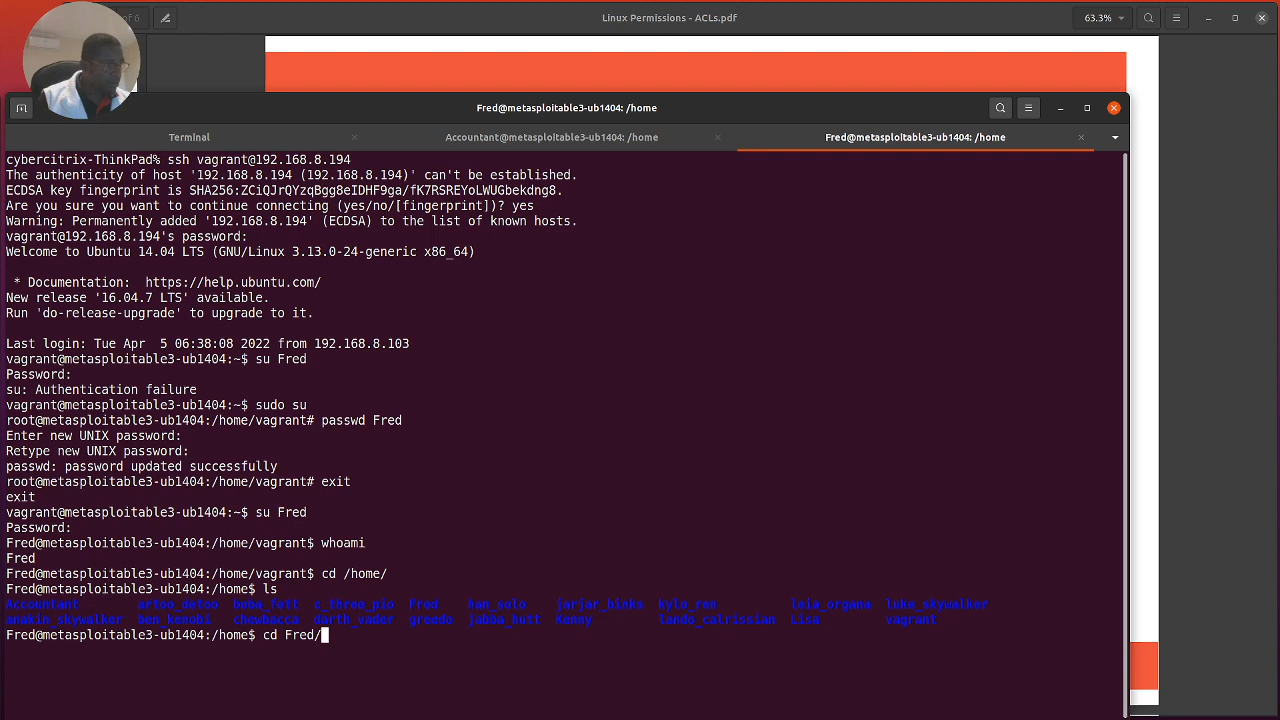 of 6
Linux Permissions - ACLs.pdf
63.3%
Fred@metasploitable3-ub1404: /home
Terminal
Accountant@metasploitable3-ub1404: /home
Fred@metasploitable3-ub1404: /home
cybercitrix-ThinkPad% ssh vagrant@192.168.8.194
The authenticity of host '192.168.8.194 (192.168.8.194)' can't be established.
ECDSA key fingerprint is SHA256:ZCiQJrQYzqBgg8eIDHF9ga/fK7RSREYoLWUGbekdng8.
Are you sure you want to continue connecting (yes/no/[fingerprint])? yes
Warning: Permanently added '192.168.8.194' (ECDSA) to the list of known hosts.
vagrant@192.168.8.194's password:
Welcome to Ubuntu 14.04 LTS (GNU/Linux 3.13.0-24-generic x86_64)
* Documentation:  https://help.ubuntu.com/
New release '16.04.7 LTS' available.
Run 'do-release-upgrade' to upgrade to it.
Last login: Tue Apr  5 06:38:08 2022 from 192.168.8.103
vagrant@metasploitable3-ub1404:~$ su Fred
Password:
su: Authentication failure
vagrant@metasploitable3-ub1404:~$ sudo su
root@metasploitable3-ub1404:/home/vagrant# passwd Fred
Enter new UNIX password:
Retype new UNIX password:
passwd: password updated successfully
root@metasploitable3-ub1404:/home/vagrant# exit
exit
vagrant@metasploitable3-ub1404:~$ su Fred
Password:
Fred@metasploitable3-ub1404:/home/vagrant$ whoami
Fred
Fred@metasploitable3-ub1404:/home/vagrant$ cd /home/
Fred@metasploitable3-ub1404:/home$ ls
Accountant artoo_detoo boba_fett c_three_pio Fred han_solo jarjar_binks kylo_ren leia_organa luke_skywalker
anakin_skywalker ben_kenobi chewbacca darth_vader greedo jabba_hutt Kenny lando_calrissian Lisa vagrant
Fred@metasploitable3-ub1404:/home$ cd Fred/